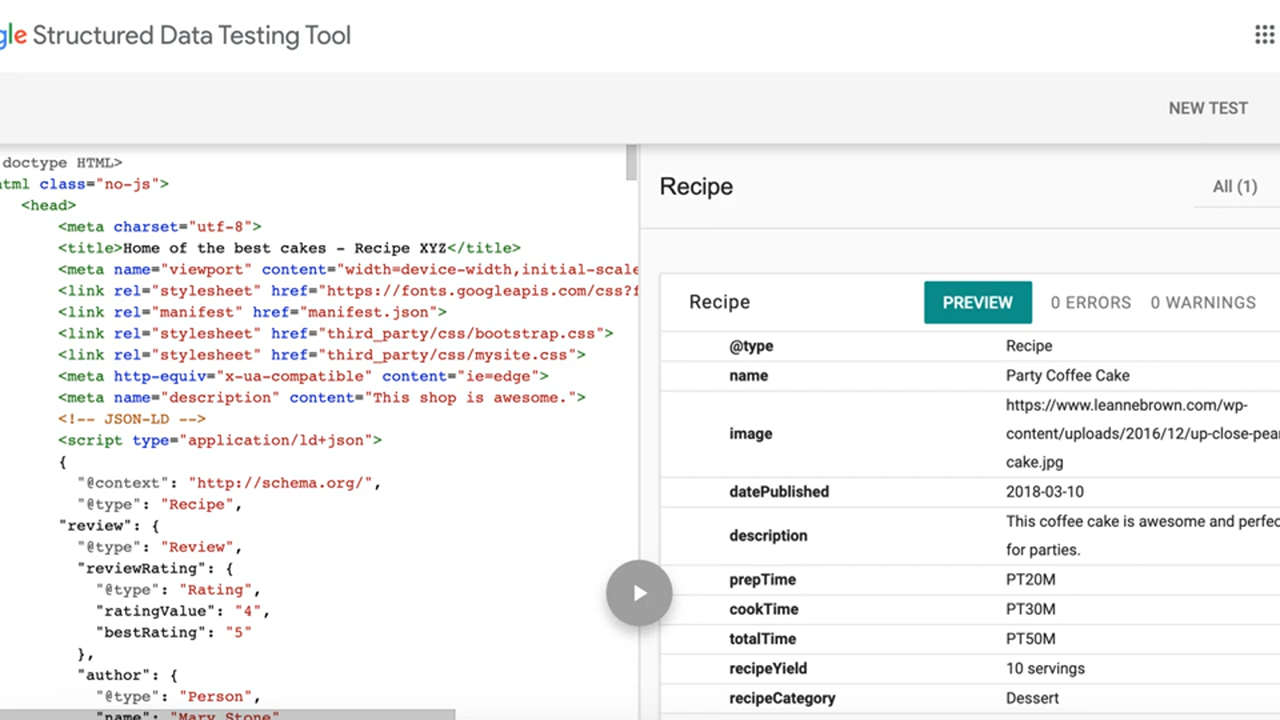 gle Structured Data Testing Tool
NEW TEST
doctype HTML>
html class="no-js">
<head>
<meta charset="utf-8">
<title>Home of the best cakes - Recipe XYZ</title>
<meta name="viewport" content="width=device-width,initial-scale
<link rel="stylesheet" href="https://fonts.googleapis.com/css?f
<link rel="manifest" href="manifest.json">
<link rel="stylesheet" href="third_party/css/bootstrap.css">
<link rel="stylesheet" href="third_party/css/mysite.css">
<meta http-equiv="x-ua-compatible" content="ie=edge">
<meta name="description" content="This shop is awesome.">
<!-- JSON-LD -->
<script type="application/ld+json">
{
"@context": "http://schema.org/",
"@type": "Recipe",
"review": {
"@type": "Review",
"reviewRating": {
"@type": "Rating",
"ratingValue": "4",
"bestRating": "5"
},
"author": {
"@type": "Person",
"name": "Mary Stone"
Recipe
All (1)
Recipe PREVIEW 0 ERRORS 0 WARNINGS
@type Recipe
name Party Coffee Cake
image https://www.leannebrown.com/wp-
content/uploads/2016/12/up-close-pear
cake.jpg
datePublished 2018-03-10
description This coffee cake is awesome and perfec
for parties.
prepTime PT20M
cookTime PT30M
totalTime PT50M
recipeYield 10 servings
recipeCategory Dessert